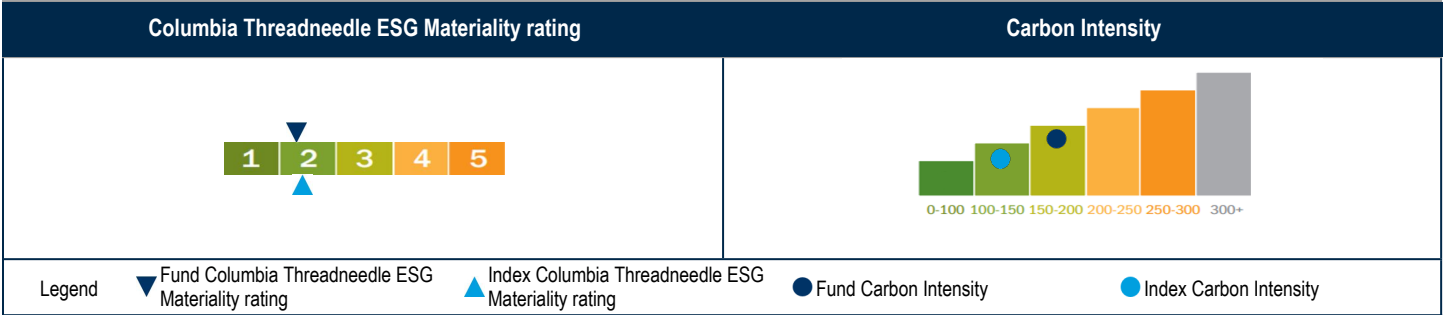 Columbia Threadneedle ESG Materiality rating
Carbon Intensity
1 2 3 4 5
0-100 100-150 150-200 200-250 250-300 300+
Legend
Fund Columbia Threadneedle ESG
Materiality rating
Index Columbia Threadneedle ESG
Materiality rating
Fund Carbon Intensity
Index Carbon Intensity